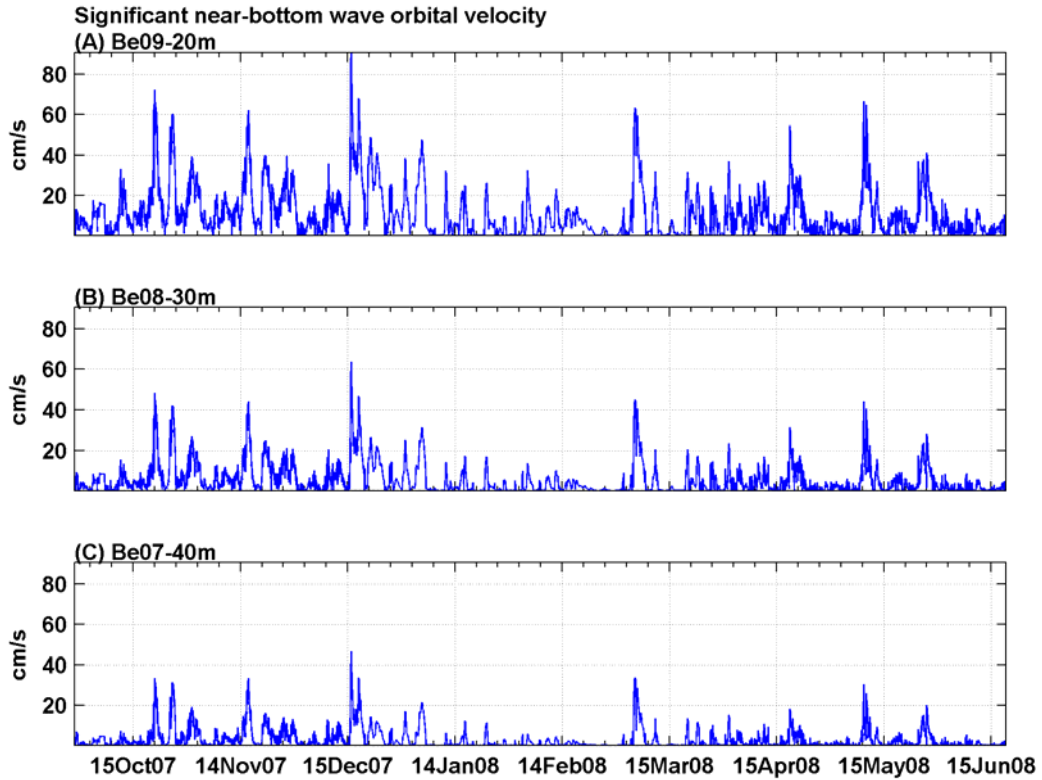 Significant near-bottom wave orbital velocity
(A) Be09-20m
80
60
40
20
cm/s
(B) Be08-30m
80
60
40
20
cm/s
(C) Be07-40m
80
60
40
20
cm/s
15Oct07 14Nov07 15Dec07 14Jan08 14Feb08 15Mar08 15Apr08 15May08 15Jun08